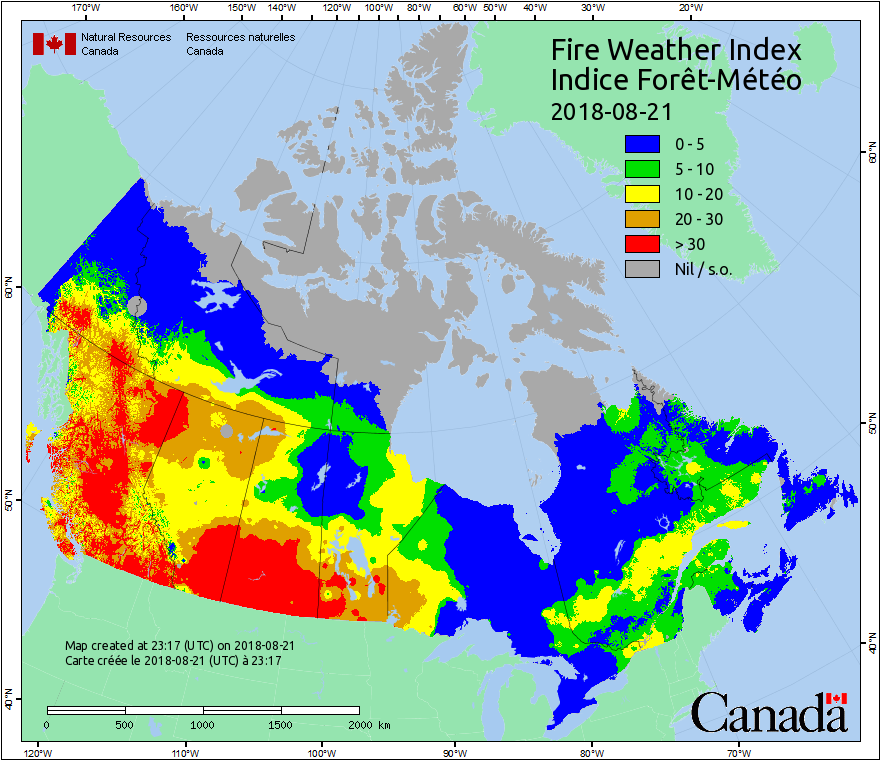 170°W 160°W 150°W 140°W 130°W 120°W 110°W 100°W 90°W 80°W 60°W 50°W 40°W 30°W 20°W
Natural Resources Ressources naturelles
Canada Canada
Fire Weather Index
Indice Forêt-Météo
2018-08-21
0 - 5
5 - 10
10 - 20
20 - 30
> 30
Nil / s.o.
60°N
50°N
40°N
60°N
50°N
40°N
Map created at 23:17 (UTC) on 2018-08-21
Carte créée le 2018-08-21 (UTC) à 23:17
0 500 1000 1500 2000 km
Canada
120°W 110°W 100°W 90°W 80°W 70°W